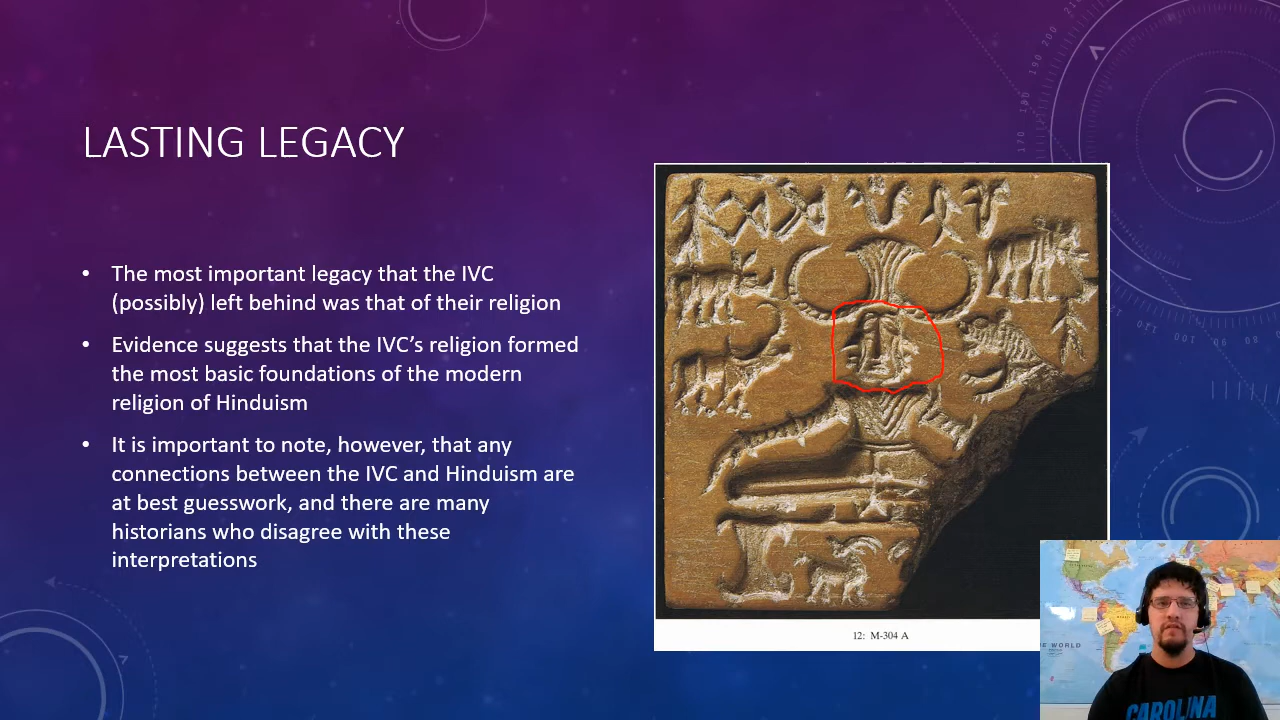 LASTING LEGACY
• The most important legacy that the IVC
(possibly) left behind was that of their religion
• Evidence suggests that the IVC's religion formed
the most basic foundations of the modern
religion of Hinduism
• It is important to note, however, that any
connections between the IVC and Hinduism are
at best guesswork, and there are many
historians who disagree with these
interpretations
12: M-304 A
WORLD
CAROLINA